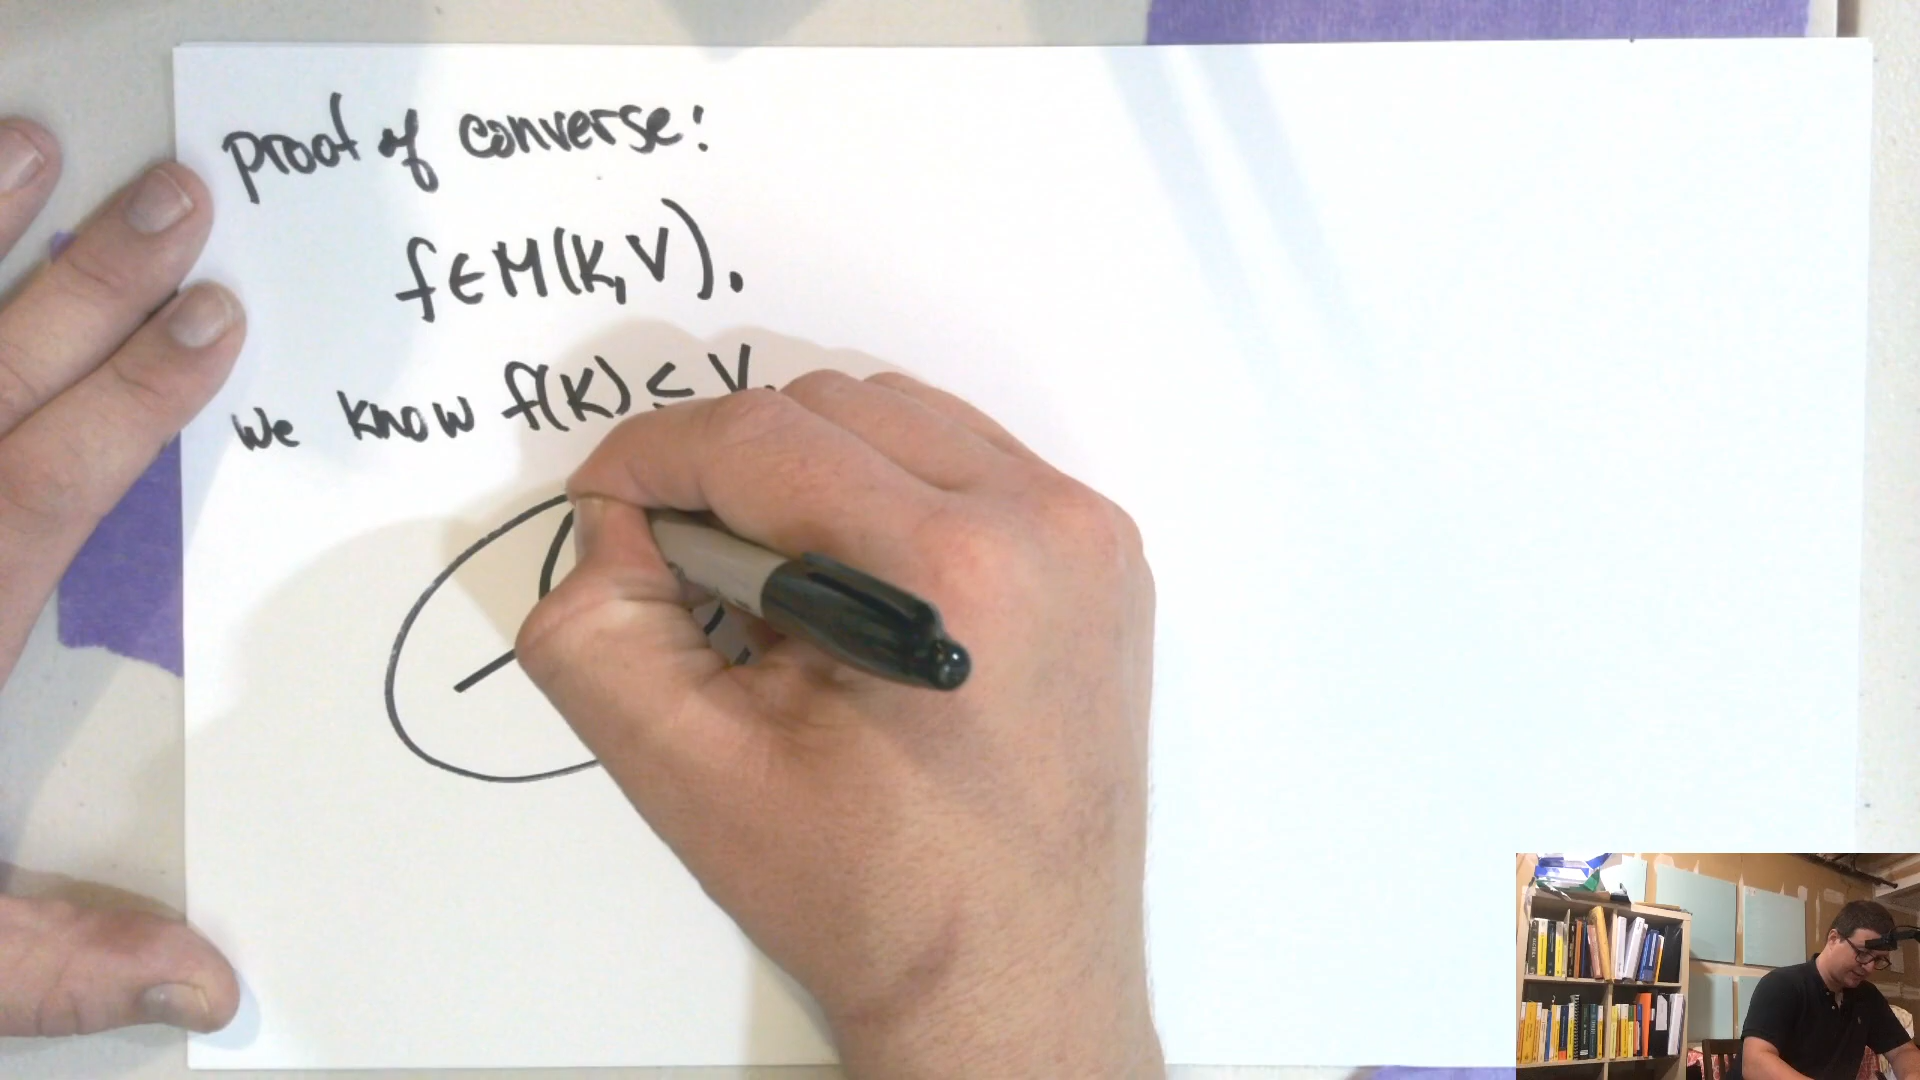 proof of converse:
f∈M(K,V).
We know f(K) ≤ V.